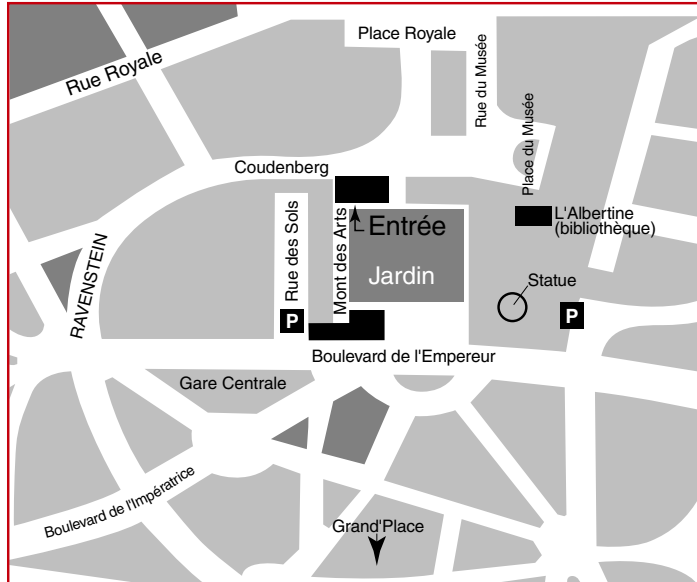 Place Royale
Rue Royale
Rue du Musée
Place du Musée
Coudenberg
L'Albertine
(bibliothèque)
Entrée
Rue des Sols
Mont des Arts
RAVENSTEIN
Jardin
Statue
P
P
Boulevard de l'Empereur
Gare Centrale
Boulevard de l'Impératrice
Grand'Place